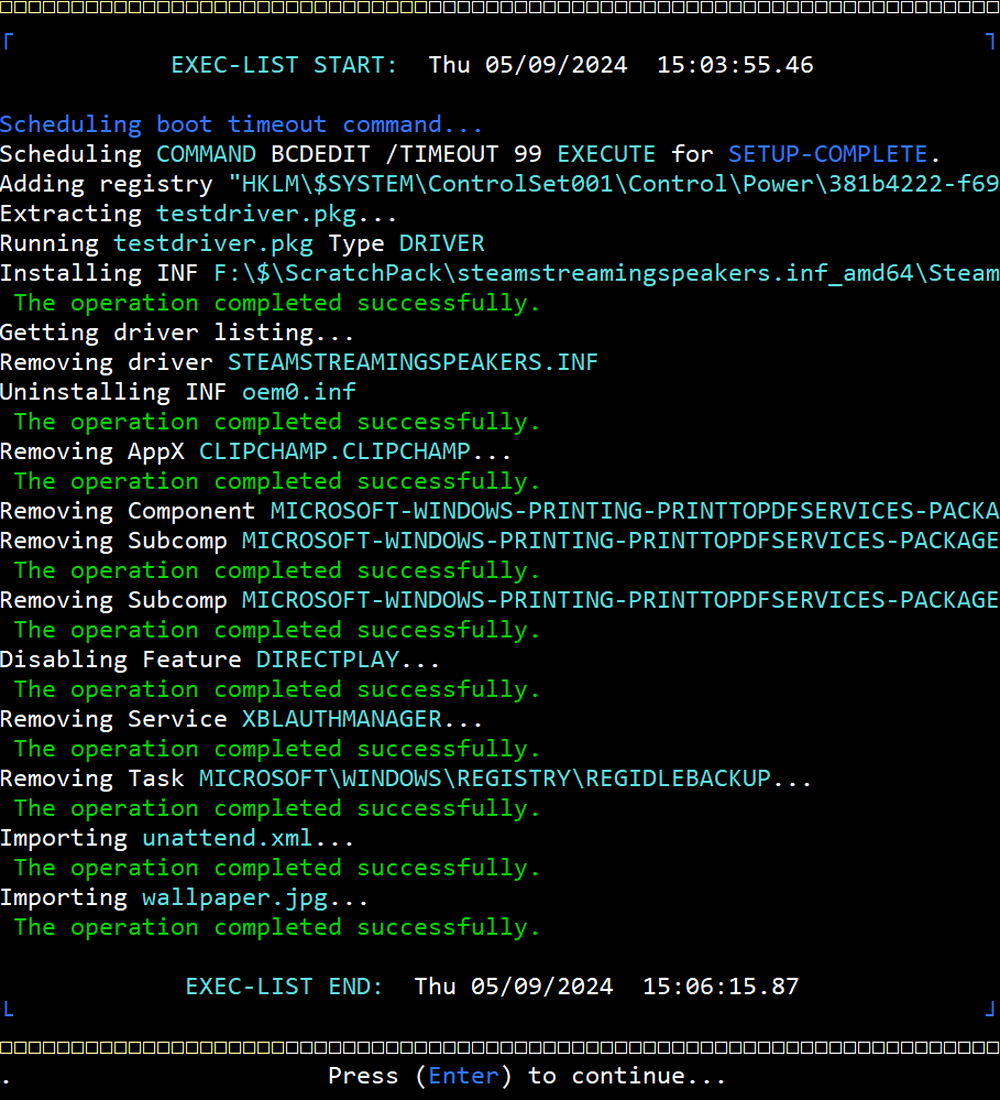 EXEC-LIST START:  Thu 05/09/2024  15:03:55.46
Scheduling boot timeout command...
Scheduling COMMAND BCDEDIT /TIMEOUT 99 EXECUTE for SETUP-COMPLETE.
Adding registry "HKLM\$SYSTEM\ControlSet001\Control\Power\381b4222-f69
Extracting testdriver.pkg...
Running testdriver.pkg Type DRIVER
Installing INF F:\$\ScratchPack\steamstreamingspeakers.inf_amd64\Steam
The operation completed successfully.
Getting driver listing...
Removing driver STEAMSTREAMINGSPEAKERS.INF
Uninstalling INF oem0.inf
The operation completed successfully.
Removing AppX CLIPCHAMP.CLIPCHAMP...
The operation completed successfully.
Removing Component MICROSOFT-WINDOWS-PRINTING-PRINTTOPDFSERVICES-PACKA
Removing Subcomp MICROSOFT-WINDOWS-PRINTING-PRINTTOPDFSERVICES-PACKAGE
The operation completed successfully.
Removing Subcomp MICROSOFT-WINDOWS-PRINTING-PRINTTOPDFSERVICES-PACKAGE
The operation completed successfully.
Disabling Feature DIRECTPLAY...
The operation completed successfully.
Removing Service XBLAUTHMANAGER...
The operation completed successfully.
Removing Task MICROSOFT\WINDOWS\REGISTRY\REGIDLEBACKUP...
The operation completed successfully.
Importing unattend.xml...
The operation completed successfully.
Importing wallpaper.jpg...
The operation completed successfully.
EXEC-LIST END:  Thu 05/09/2024  15:06:15.87
.                      Press (Enter) to continue...